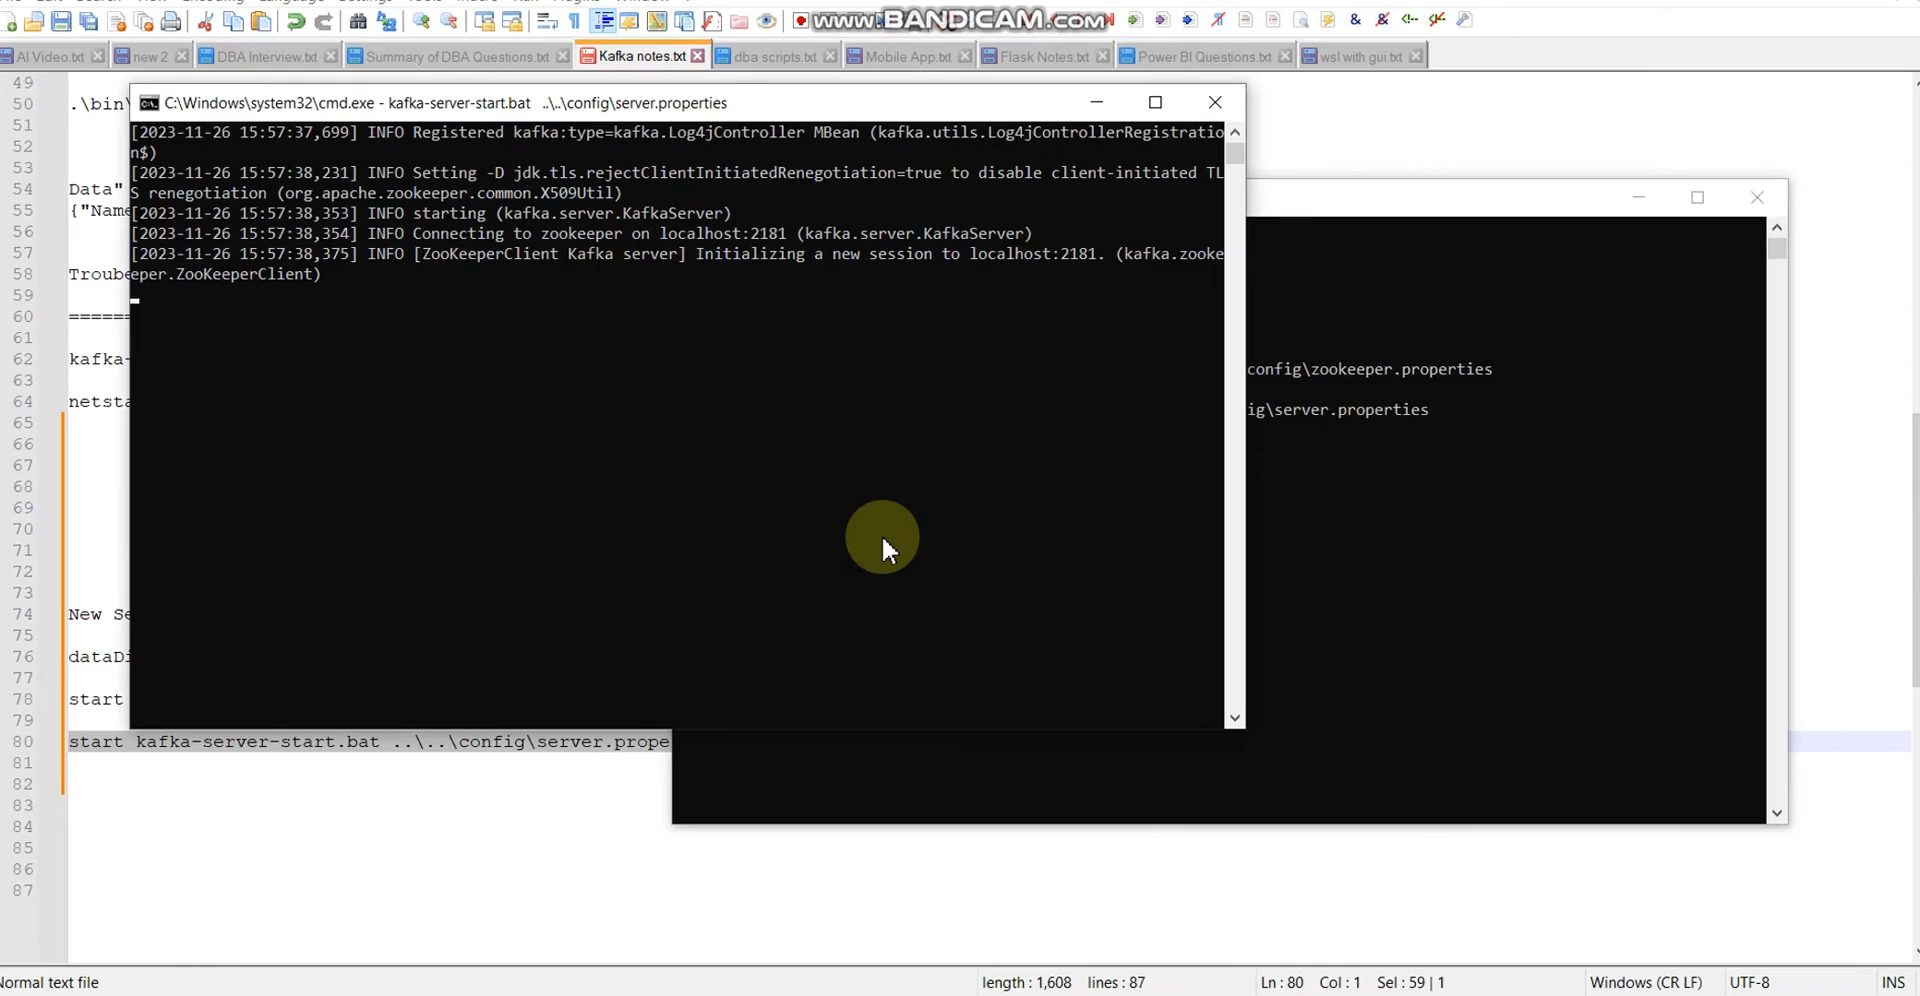 www.BANDICAM.com
AI Video.txt
new 2
DBA Interview.txt
Summary of DBA Questions.txt
Kafka notes.txt
dba scripts.txt
Mobile App.txt
Flask Notes.txt
Power BI Questions.txt
wsl with gui.txt
C:\Windows\system32\cmd.exe - kafka-server-start.bat ..\..\config\server.properties
[2023-11-26 15:57:37,699] INFO Registered kafka:type=kafka.Log4jController MBean (kafka.utils.Log4jControllerRegistratio
n$)
[2023-11-26 15:57:38,231] INFO Setting -D jdk.tls.rejectClientInitiatedRenegotiation=true to disable client-initiated TL
S renegotiation (org.apache.zookeeper.common.X509Util)
[2023-11-26 15:57:38,353] INFO starting (kafka.server.KafkaServer)
[2023-11-26 15:57:38,354] INFO Connecting to zookeeper on localhost:2181 (kafka.server.KafkaServer)
[2023-11-26 15:57:38,375] INFO [ZooKeeperClient Kafka server] Initializing a new session to localhost:2181. (kafka.zooke
eper.ZooKeeperClient)
config\zookeeper.properties
ig\server.properties
49
50 .\bin\
51
52
53
54 Data"
55 {"Name
56
57
58 Trouble
59
60 ======
61
62 kafka-
63
64 netsta
65
66
67
68
69
70
71
72
73
74 New Se
75
76 dataDi
77
78 start
79
80 start kafka-server-start.bat ..\..\config\server.prope
81
82
83
84
85
86
87
Normal text file
length : 1,608 lines : 87
Ln : 80 Col : 1 Sel : 59 | 1
Windows (CR LF)
UTF-8
INS